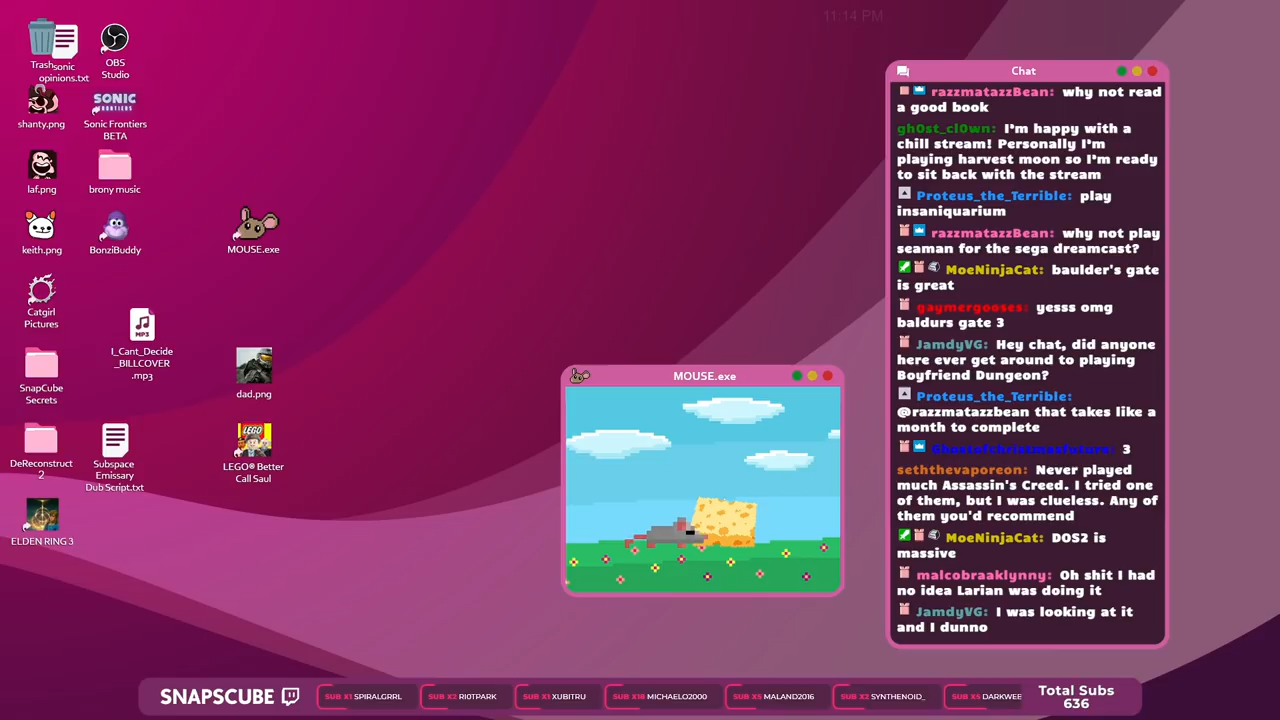 11:14 PM
Trash
sonic
opinions.txt
OBS
Studio
shanty.png
Sonic Frontiers
BETA
laf.png
brony music
keith.png
BonziBuddy
MOUSE.exe
Catgirl
Pictures
MP3
I_Cant_Decide
_BILLCOVER
.mp3
SnapCube
Secrets
dad.png
DeReconstruct
2
Subspace
Emissary
Dub Script.txt
LEGO® Better
Call Saul
ELDEN RING 3
MOUSE.exe
Chat
razzmatazzBean: why not read
a good book
gh0st_cl0wn: I'm happy with a
chill stream! Personally I'm
playing harvest moon so I'm ready
to sit back with the stream
Proteus_the_Terrible: play
insaniquarium
razzmatazzBean: why not play
seaman for the sega dreamcast?
MoeNinjaCat: baulder's gate
is great
gaymergooses: yesss omg
baldurs gate 3
JamdyVG: Hey chat, did anyone
here ever get around to playing
Boyfriend Dungeon?
Proteus_the_Terrible:
@razzmatazzbean that takes like a
month to complete
Ghostofchristmasfuture: 3
seththevaporeon: Never played
much Assassin's Creed. I tried one
of them, but I was clueless. Any of
them you'd recommend
MoeNinjaCat: DOS2 is
massive
malcobraaklynny: Oh shit I had
no idea Larian was doing it
JamdyVG: I was looking at it
and I dunno
SNAPSCUBE
SUB X1 SPIRALGRRL
SUB X2 RI0TPARK
SUB X1 XUBITRU
SUB X18 MICHAELO2000
SUB X5 MALAND2016
SUB X2 SYNTHENOID_
SUB X5 DARKWEB
Total Subs
636